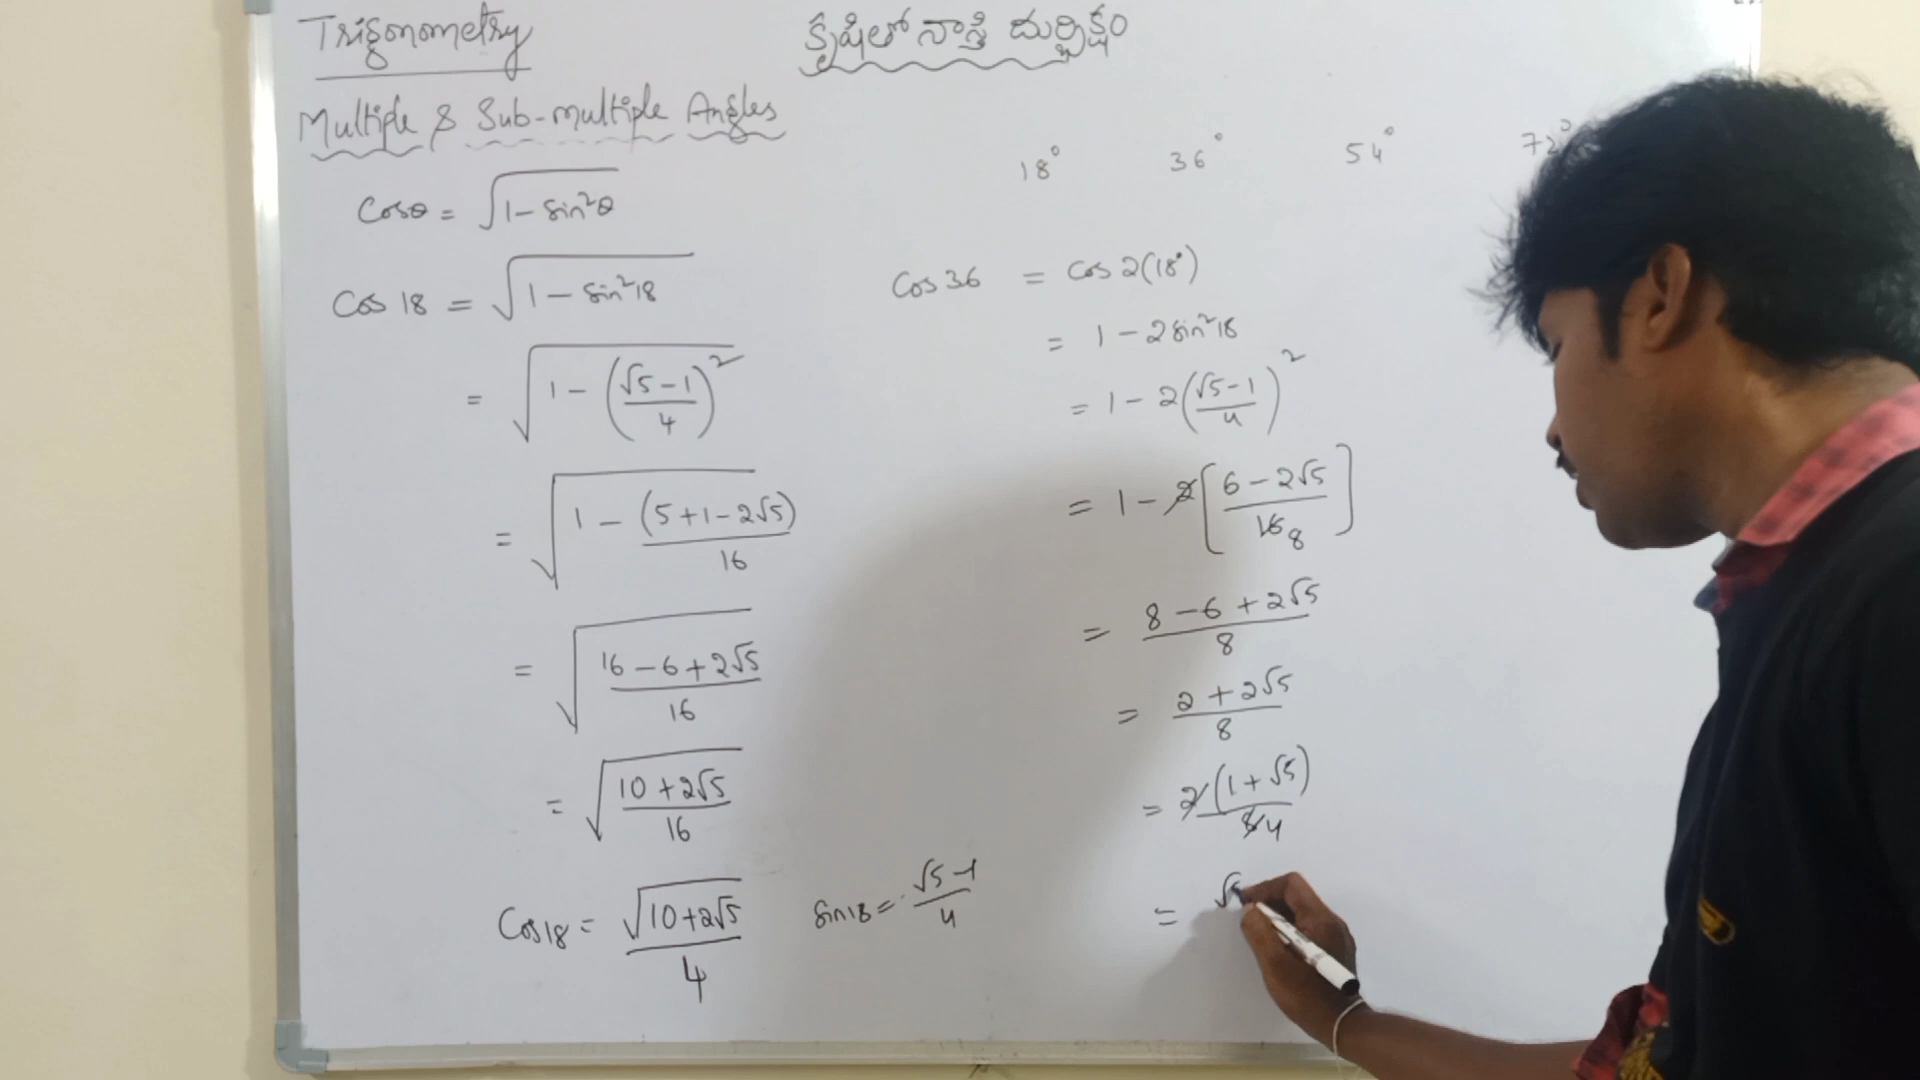 Trigonometry
కృషితో నాస్తి దుర్భిక్షం
Multiple & Sub-multiple Angles
18° 36° 54° 72°
Cosθ = √1 - sin²θ
Cos 18 = √1 - sin²18
= √1 - (√5 - 1 / 4)²
= √1 - (5 + 1 - 2√5) / 16
= √16 - 6 + 2√5 / 16
= √10 + 2√5 / 16
Cos18 = √10+2√5 / 4
sin18 = √5 - 1 / 4
Cos 36 = Cos 2(18°)
= 1 - 2 sin²18
= 1 - 2(√5 - 1 / 4)²
= 1 - 2[6 - 2√5 / 16 8]
= 8 - 6 + 2√5 / 8
= 2 + 2√5 / 8
= 2(1 + √5) / 8 4
= √5